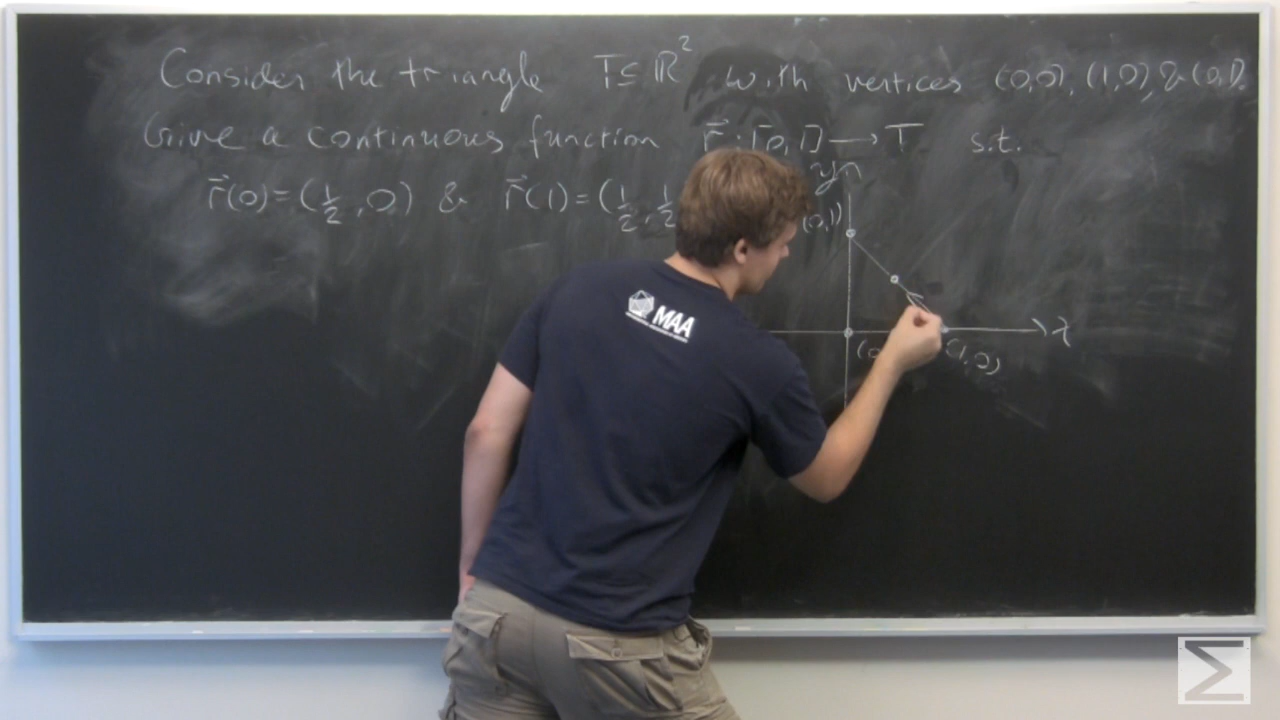 Consider the triangle T⊆ℝ² with vertices (0,0), (1,0), & (0,1).
Give a continuous function r⃗ : [0,1] → T s.t.
r⃗(0)=(1/2,0) & r⃗(1)=(1/2,1/2
y
(0,1)
x
(0
(1,0)
MAA
Σ